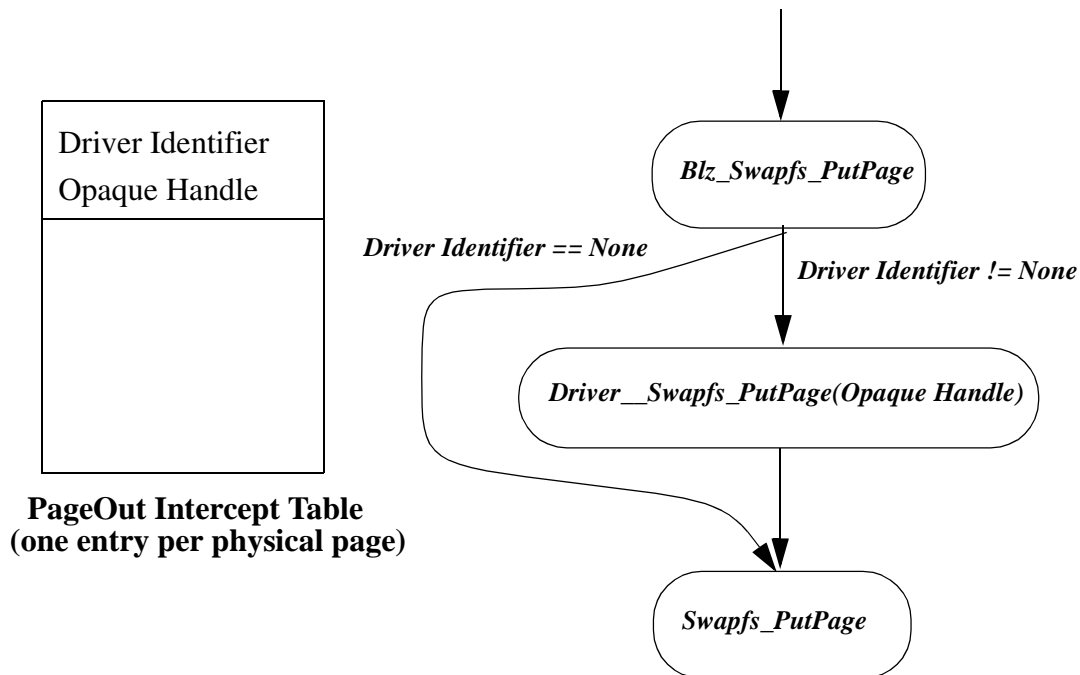 Driver Identifier
Opaque Handle
PageOut Intercept Table
(one entry per physical page)
Blz_Swapfs_PutPage
Driver Identifier == None
Driver Identifier != None
Driver__Swapfs_PutPage(Opaque Handle)
Swapfs_PutPage